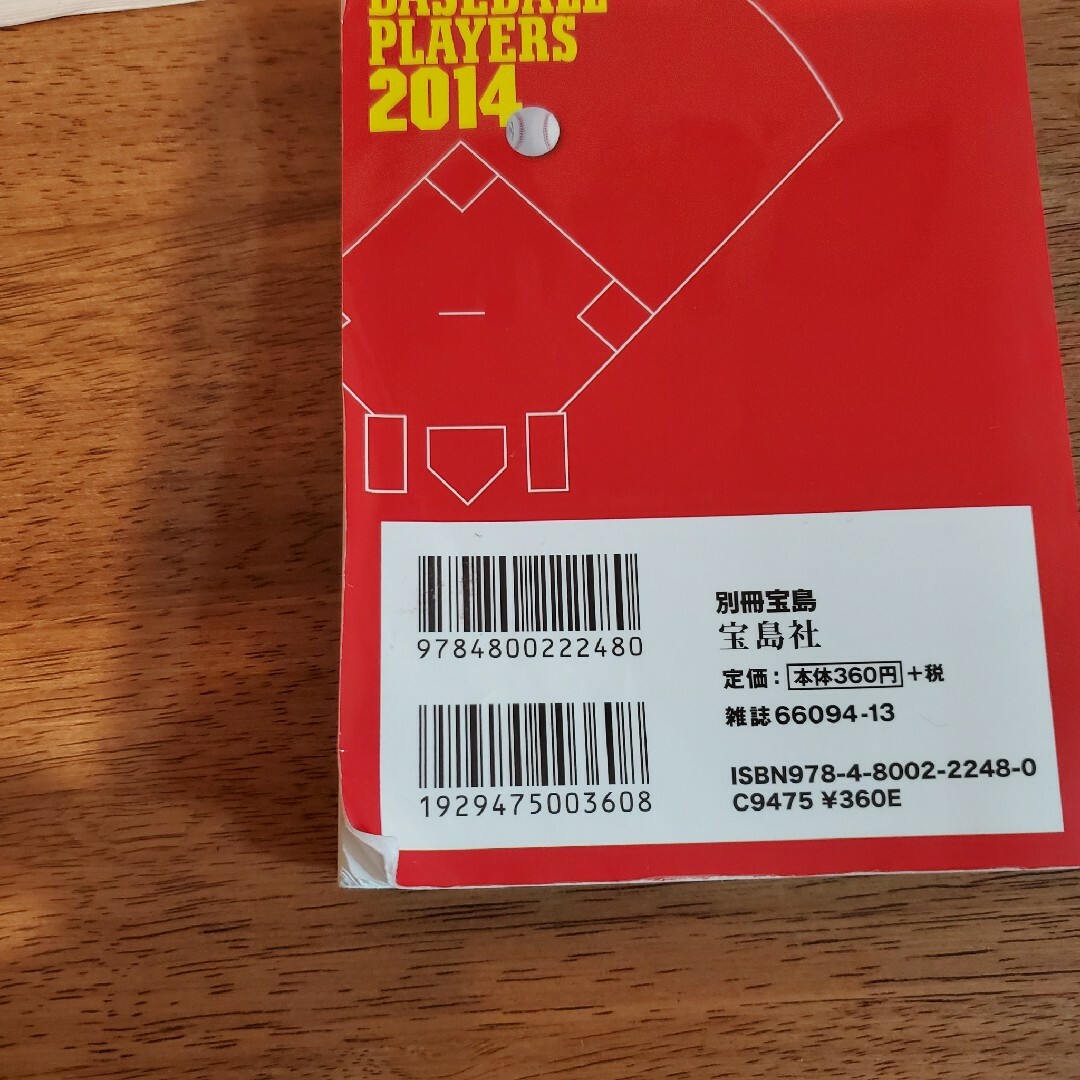 BASEBALL
PLAYERS
2014
9784800222480
1929475003608
別冊宝島
宝島社
定価:本体360円+税
雑誌66094-13
ISBN978-4-8002-2248-0
C9475 ¥360E